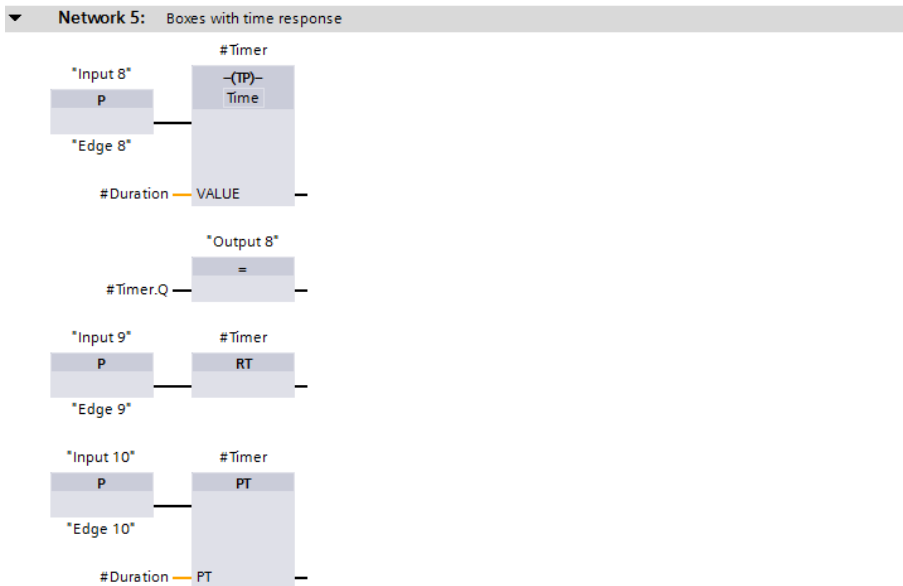 Network 5: Boxes with time response
#Timer
"Input 8"
P
-(TP)-
Time
"Edge 8"
#Duration VALUE
"Output 8"
=
#Timer.Q
"Input 9" #Timer
P RT
"Edge 9"
"Input 10" #Timer
P PT
"Edge 10"
#Duration PT